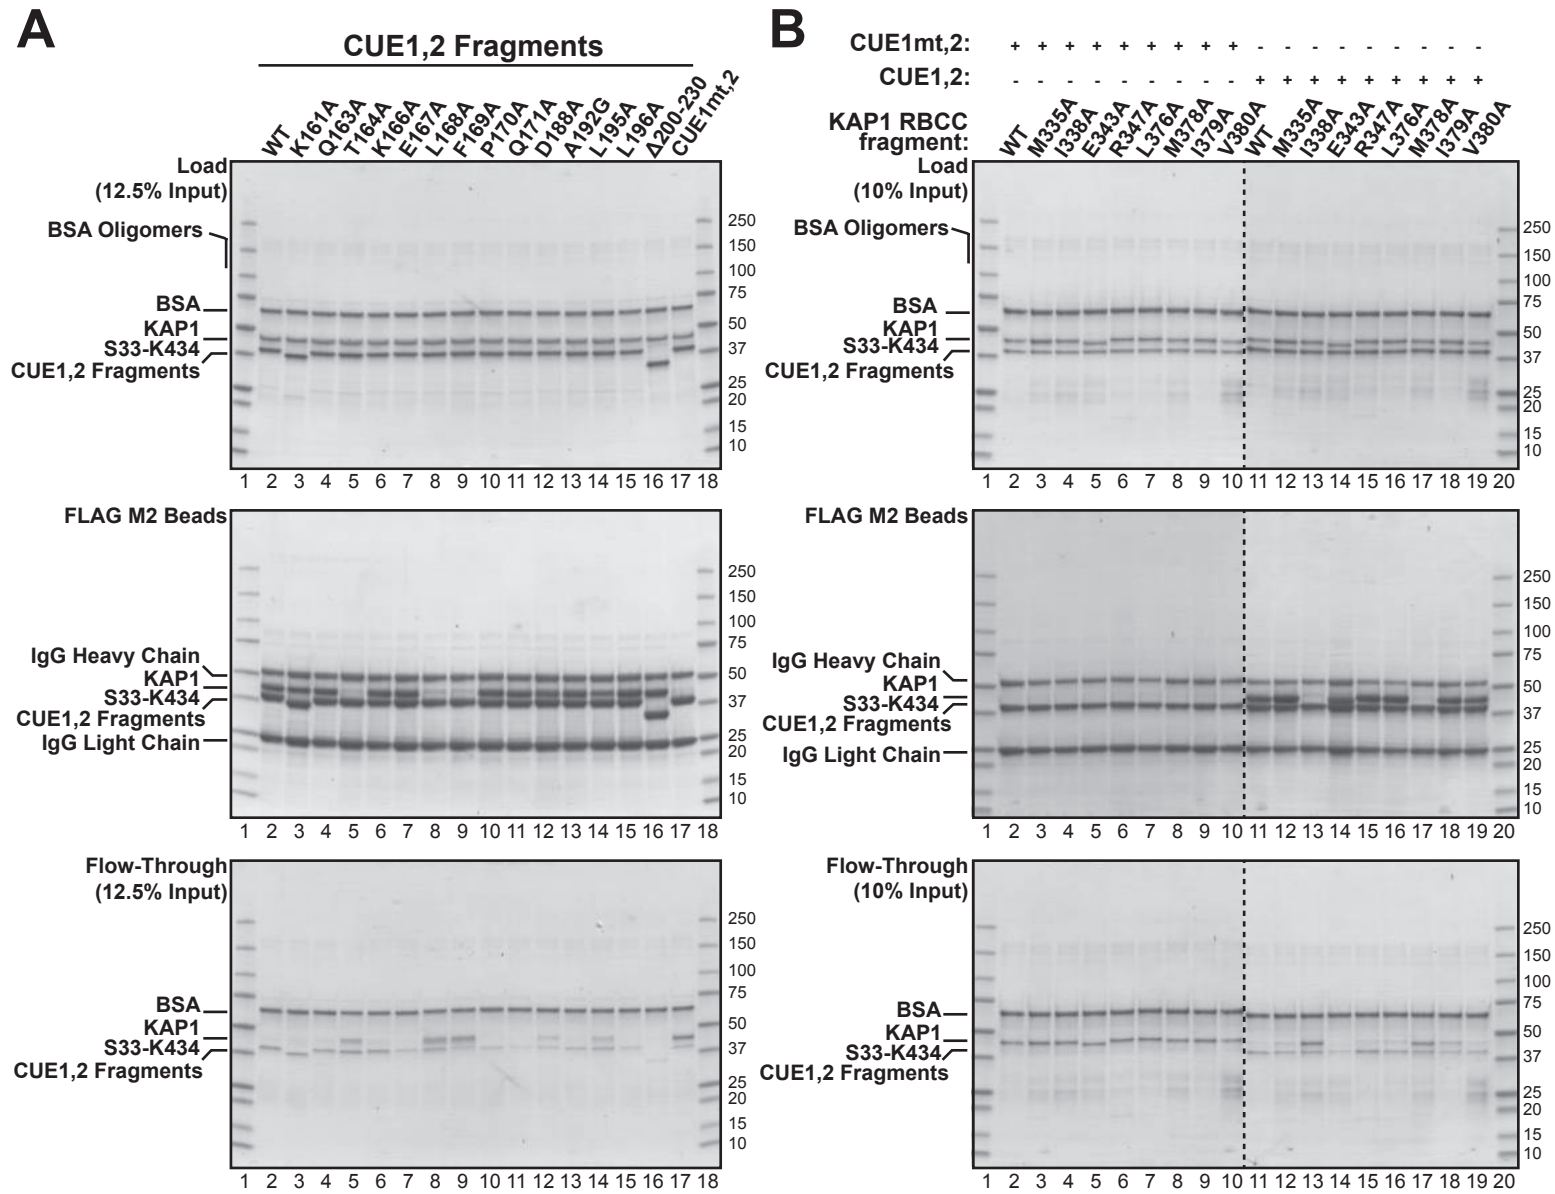 A
CUE1,2 Fragments
WT
K161A
Q163A
T164A
K166A
E167A
L168A
F169A
P170A
Q171A
D188A
A192G
L195A
L196A
Δ200-230
CUE1mt,2
Load
(12.5% Input)
BSA Oligomers
BSA
KAP1
S33-K434
CUE1,2 Fragments
250
150
100
75
50
37
25
20
15
10
1 2 3 4 5 6 7 8 9 10 11 12 13 14 15 16 17 18
FLAG M2 Beads
IgG Heavy Chain
KAP1
S33-K434
CUE1,2 Fragments
IgG Light Chain
250
150
100
75
50
37
25
20
15
10
1 2 3 4 5 6 7 8 9 10 11 12 13 14 15 16 17 18
Flow-Through
(12.5% Input)
BSA
KAP1
S33-K434
CUE1,2 Fragments
250
150
100
75
50
37
25
20
15
10
1 2 3 4 5 6 7 8 9 10 11 12 13 14 15 16 17 18
B
CUE1mt,2: + + + + + + + + + - - - - - - - - -
CUE1,2: - - - - - - - - - + + + + + + + + +
KAP1 RBCC
fragment:
WT
M335A
I338A
E343A
R347A
L376A
M378A
I379A
V380A
WT
M335A
I338A
E343A
R347A
L376A
M378A
I379A
V380A
Load
(10% Input)
BSA Oligomers
BSA
KAP1
S33-K434
CUE1,2 Fragments
250
150
100
75
50
37
25
20
15
10
1 2 3 4 5 6 7 8 9 10 11 12 13 14 15 16 17 18 19 20
FLAG M2 Beads
IgG Heavy Chain
KAP1
S33-K434
CUE1,2 Fragments
IgG Light Chain
250
150
100
75
50
37
25
20
15
10
1 2 3 4 5 6 7 8 9 10 11 12 13 14 15 16 17 18 19 20
Flow-Through
(10% Input)
BSA
KAP1
S33-K434
CUE1,2 Fragments
250
150
100
75
50
37
25
20
15
10
1 2 3 4 5 6 7 8 9 10 11 12 13 14 15 16 17 18 19 20